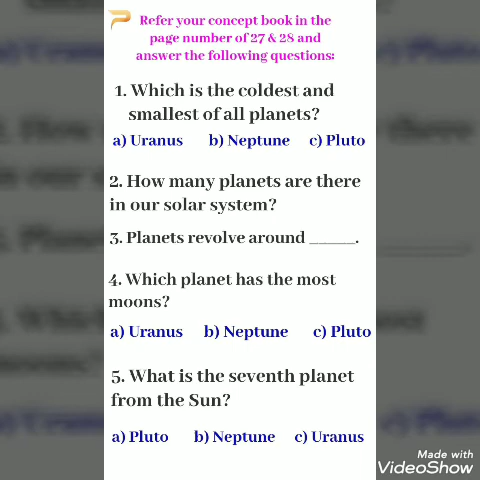 Refer your concept book in the
page number of 27 & 28 and
answer the following questions:
1. Which is the coldest and
smallest of all planets?
a) Uranus b) Neptune c) Pluto
2. How many planets are there
in our solar system?
3. Planets revolve around _____.
4. Which planet has the most
moons?
a) Uranus b) Neptune c) Pluto
5. What is the seventh planet
from the Sun?
a) Pluto b) Neptune c) Uranus
Made with
VideoShow